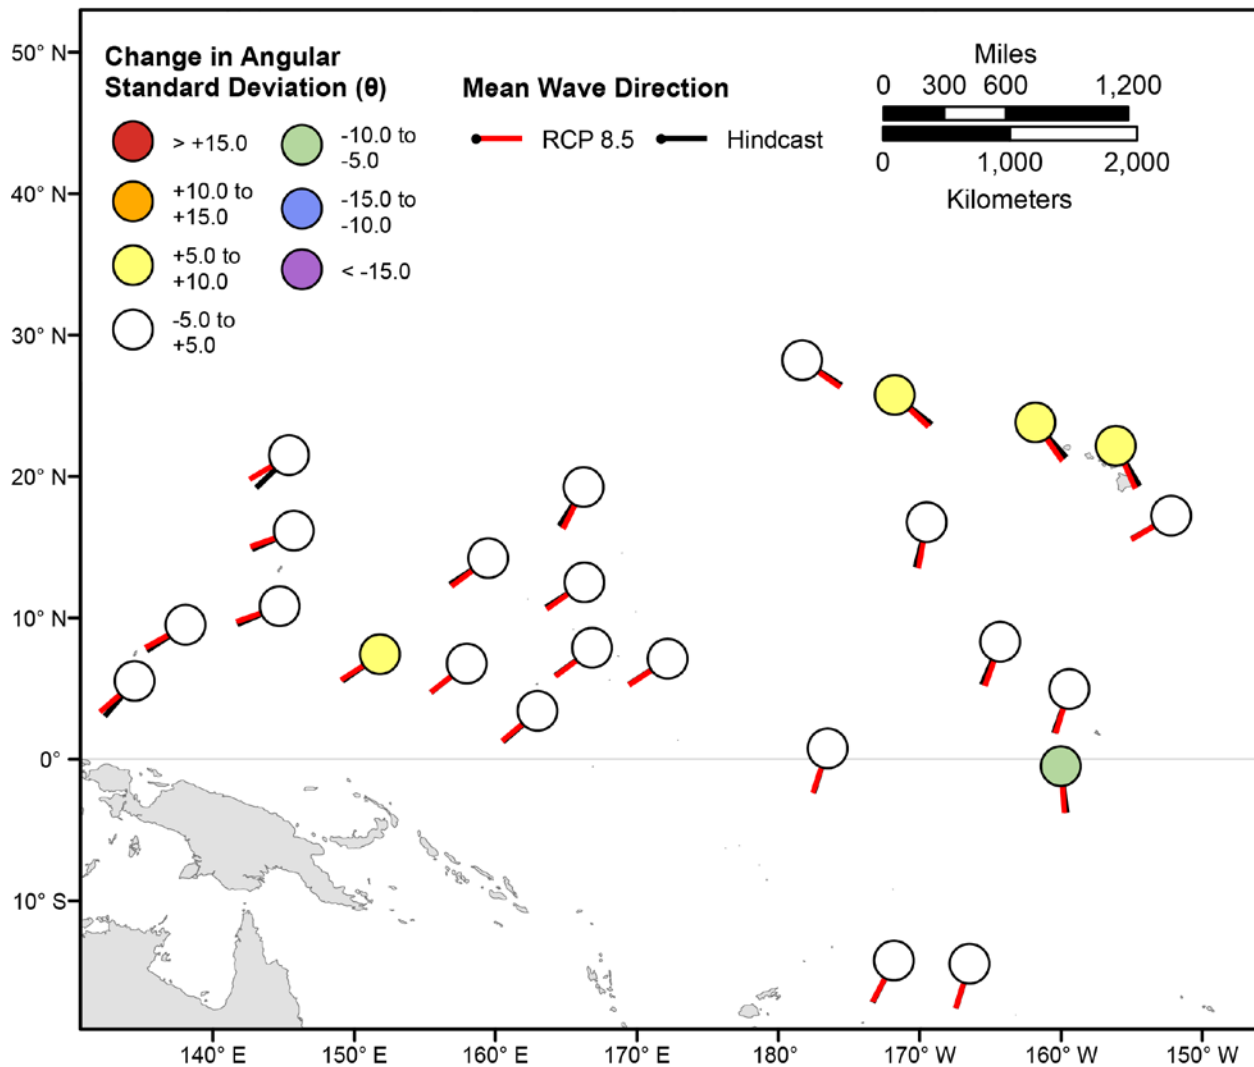 Change in Angular
Standard Deviation (θ)
> +15.0
+10.0 to
+15.0
+5.0 to
+10.0
-5.0 to
+5.0
-10.0 to
-5.0
-15.0 to
-10.0
< -15.0
Mean Wave Direction
RCP 8.5
Hindcast
Miles
0 300 600 1,200
0 1,000 2,000
Kilometers
50° N
40° N
30° N
20° N
10° N
0°
10° S
140° E 150° E 160° E 170° E 180° 170° W 160° W 150° W